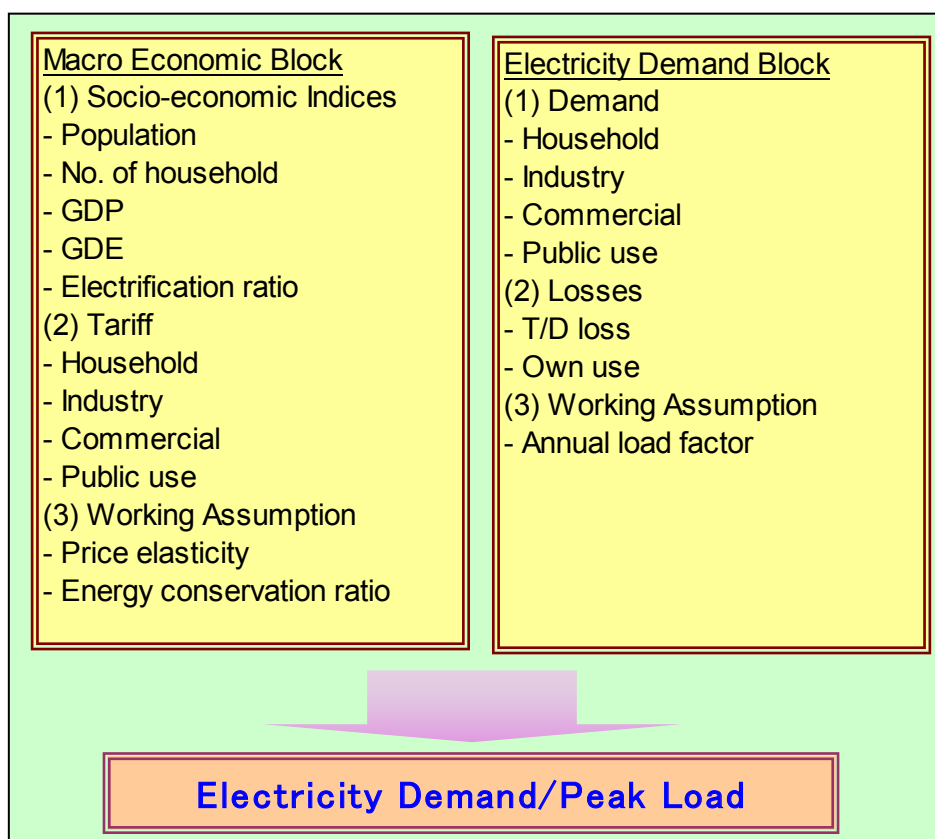 Macro Economic Block
(1) Socio-economic Indices
- Population
- No. of household
- GDP
- GDE
- Electrification ratio
(2) Tariff
- Household
- Industry
- Commercial
- Public use
(3) Working Assumption
- Price elasticity
- Energy conservation ratio
Electricity Demand Block
(1) Demand
- Household
- Industry
- Commercial
- Public use
(2) Losses
- T/D loss
- Own use
(3) Working Assumption
- Annual load factor
Electricity Demand/Peak Load